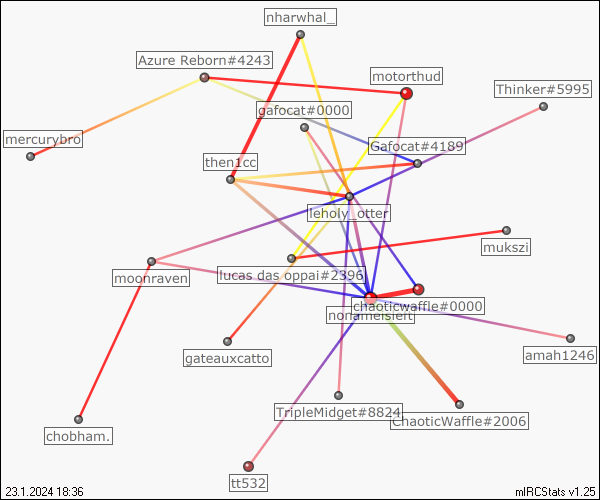 nharwhal_
Azure Reborn#4243
motorthud
Thinker#5995
gafocat#0000
mercurybro
Gafocat#4189
then1cc
leholy_otter
mukszi
moonraven
lucas das oppai#2396
chaoticwaffle#0000
gateauxcatto
amah1246
TripleMidget#8824
ChaoticWaffle#2006
chobham.
tt532
23.1.2024 18:36
mIRCStats v1.25